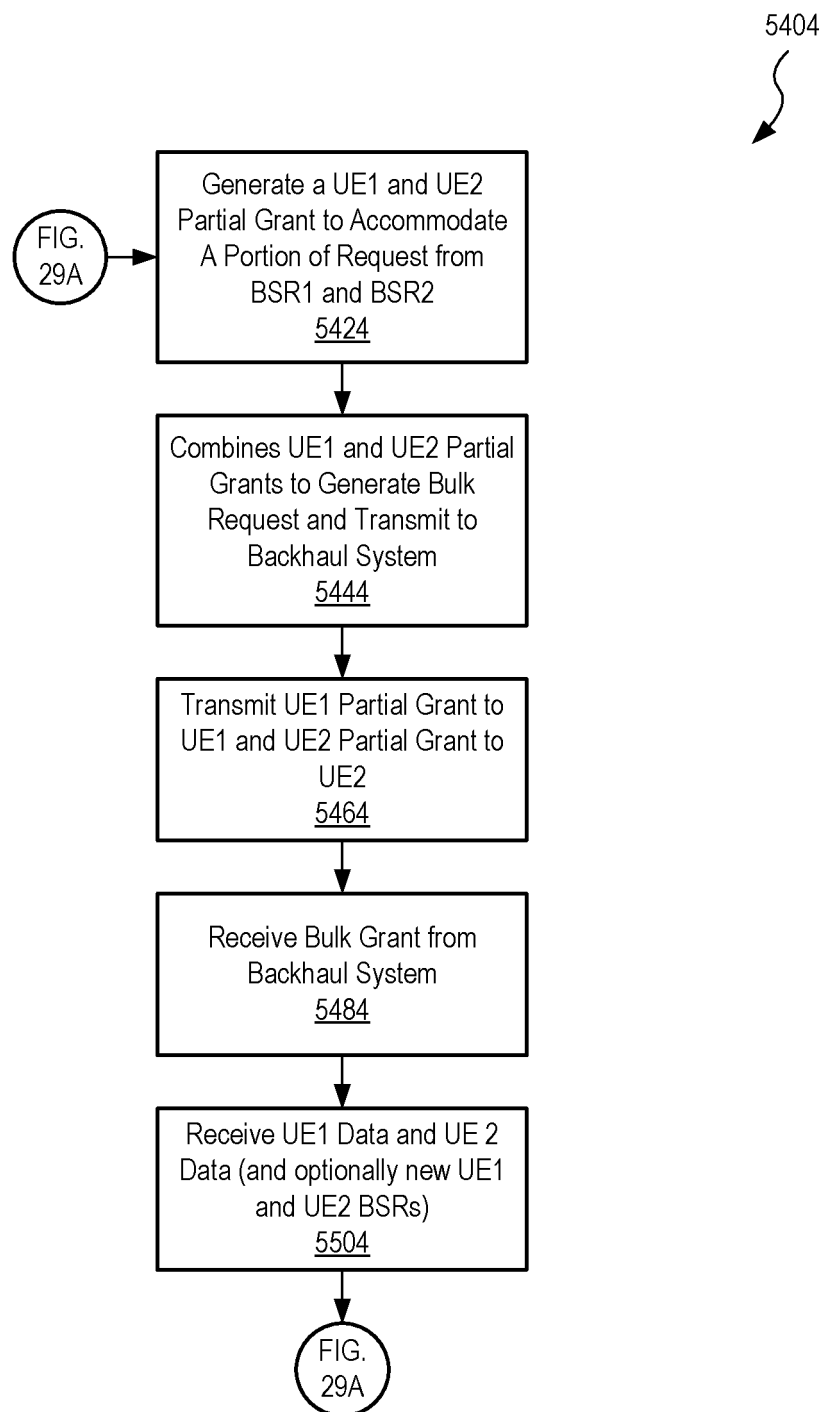 5404
FIG.
29A
Generate a UE1 and UE2
Partial Grant to Accommodate
A Portion of Request from
BSR1 and BSR2
5424
Combines UE1 and UE2 Partial
Grants to Generate Bulk
Request and Transmit to
Backhaul System
5444
Transmit UE1 Partial Grant to
UE1 and UE2 Partial Grant to
UE2
5464
Receive Bulk Grant from
Backhaul System
5484
Receive UE1 Data and UE 2
Data (and optionally new UE1
and UE2 BSRs)
5504
FIG.
29A